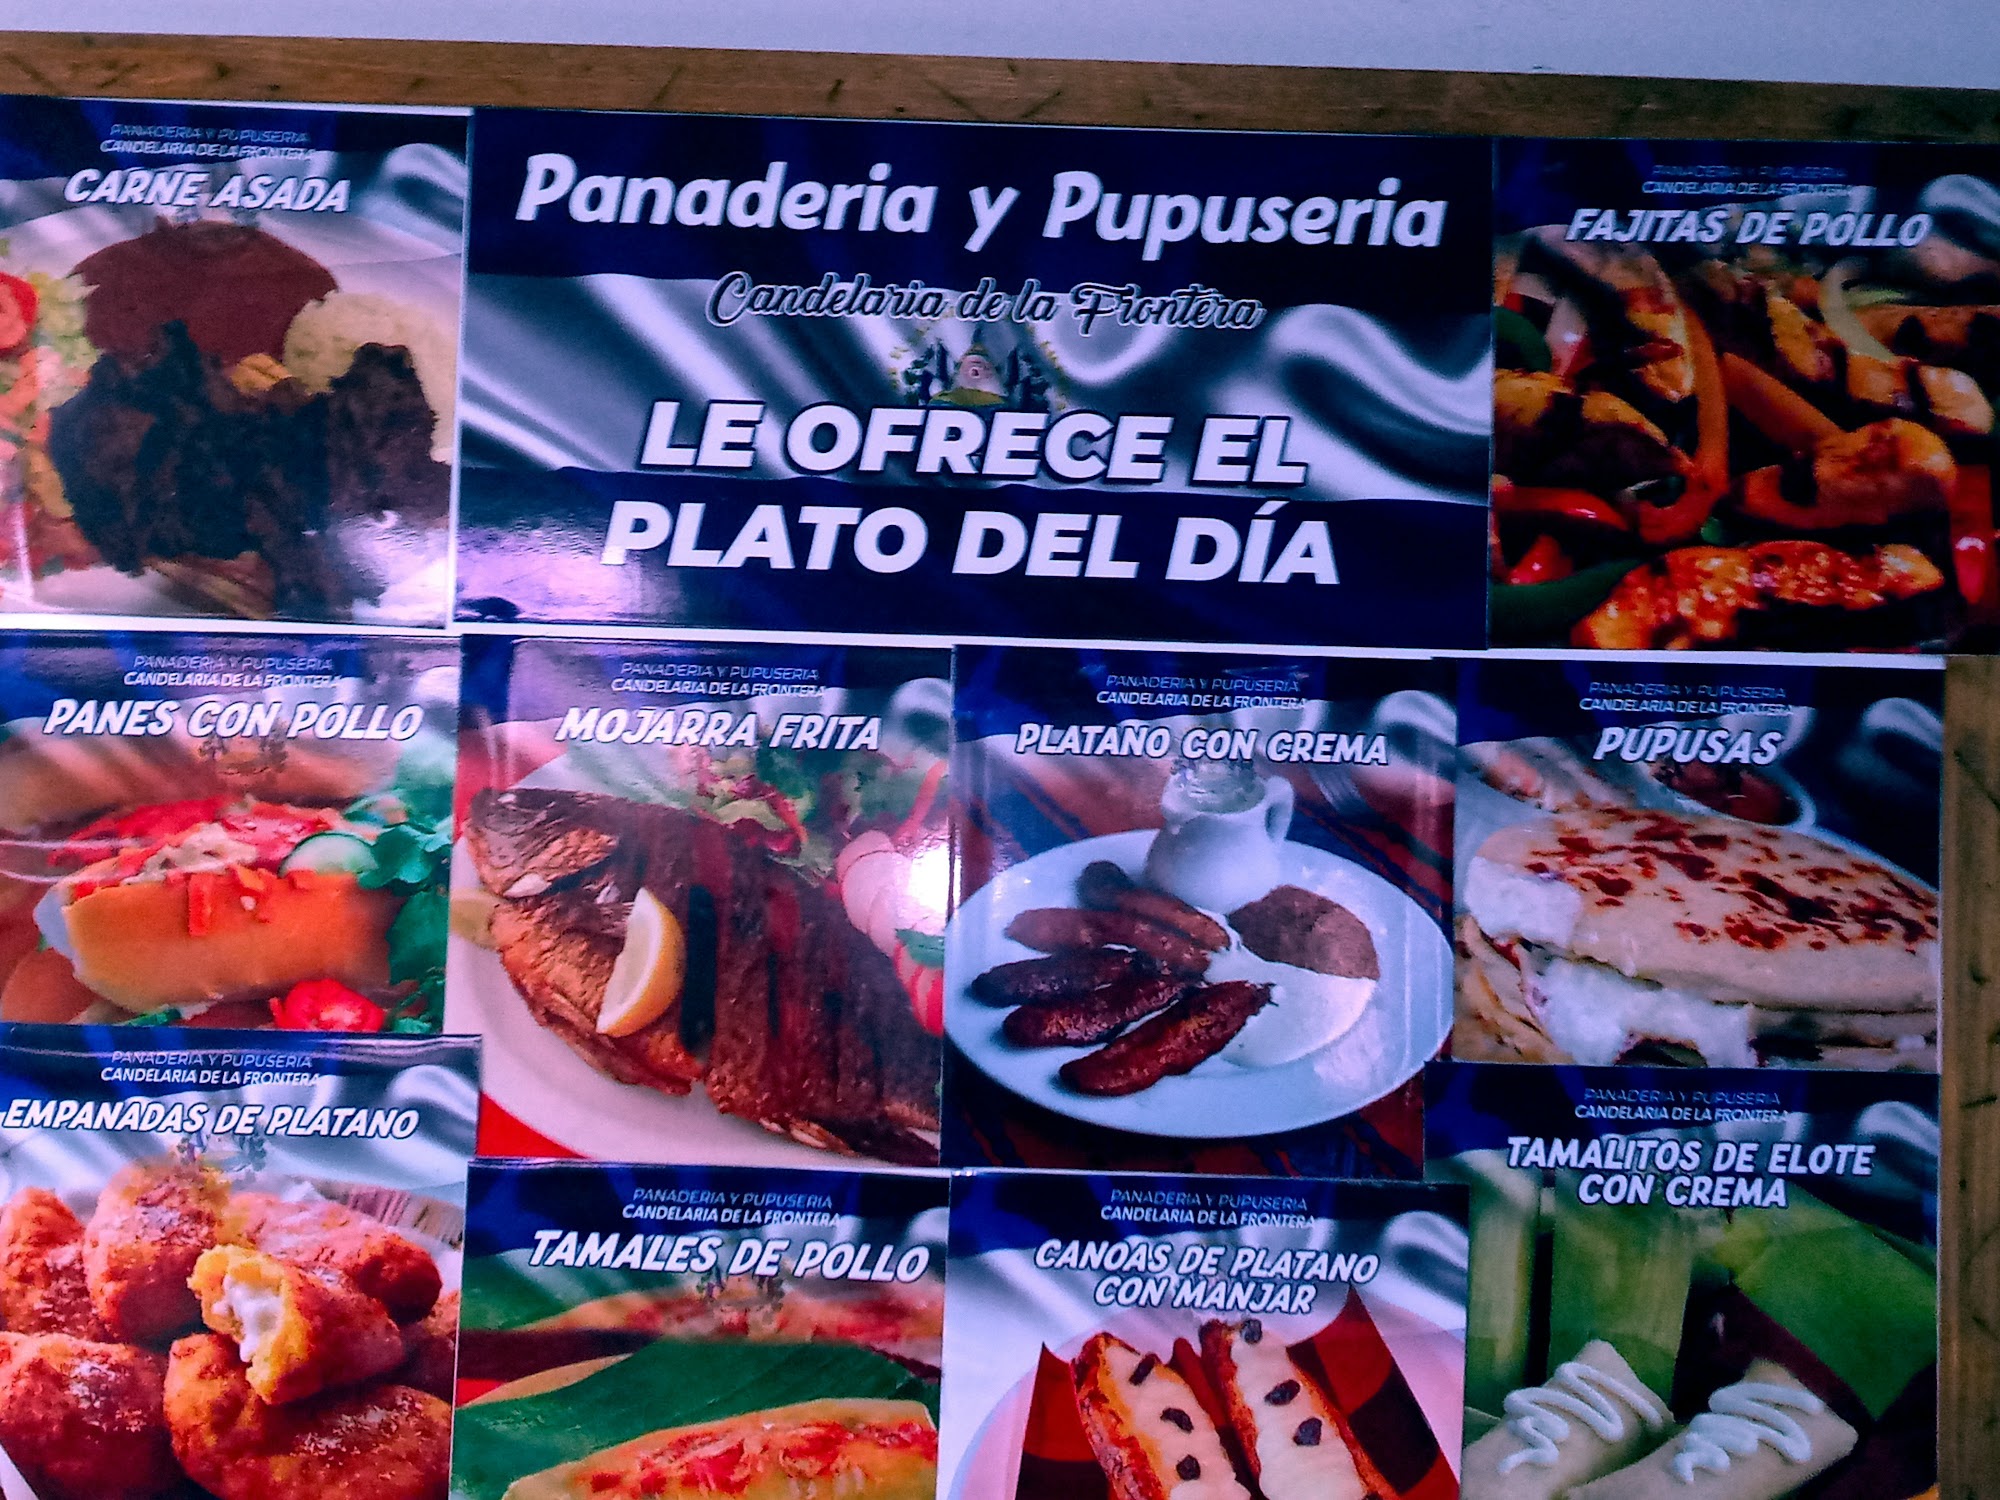 PANADERIA Y PUPUSERIA
CANDELARIA DE LA FRONTERA
CARNE ASADA
Panaderia y Pupuseria
Candelaria de la Frontera
LE OFRECE EL
PLATO DEL DÍA
PANADERIA Y PUPUSERIA
CANDELARIA DE LA FRONTERA
FAJITAS DE POLLO
PANADERIA Y PUPUSERIA
CANDELARIA DE LA FRONTERA
PANES CON POLLO
PANADERIA Y PUPUSERIA
CANDELARIA DE LA FRONTERA
MOJARRA FRITA
PANADERIA Y PUPUSERIA
CANDELARIA DE LA FRONTERA
PLATANO CON CREMA
PANADERIA Y PUPUSERIA
CANDELARIA DE LA FRONTERA
PUPUSAS
PANADERIA Y PUPUSERIA
CANDELARIA DE LA FRONTERA
EMPANADAS DE PLATANO
PANADERIA Y PUPUSERIA
CANDELARIA DE LA FRONTERA
TAMALES DE POLLO
PANADERIA Y PUPUSERIA
CANDELARIA DE LA FRONTERA
CANOAS DE PLATANO
CON MANJAR
PANADERIA Y PUPUSERIA
CANDELARIA DE LA FRONTERA
TAMALITOS DE ELOTE
CON CREMA